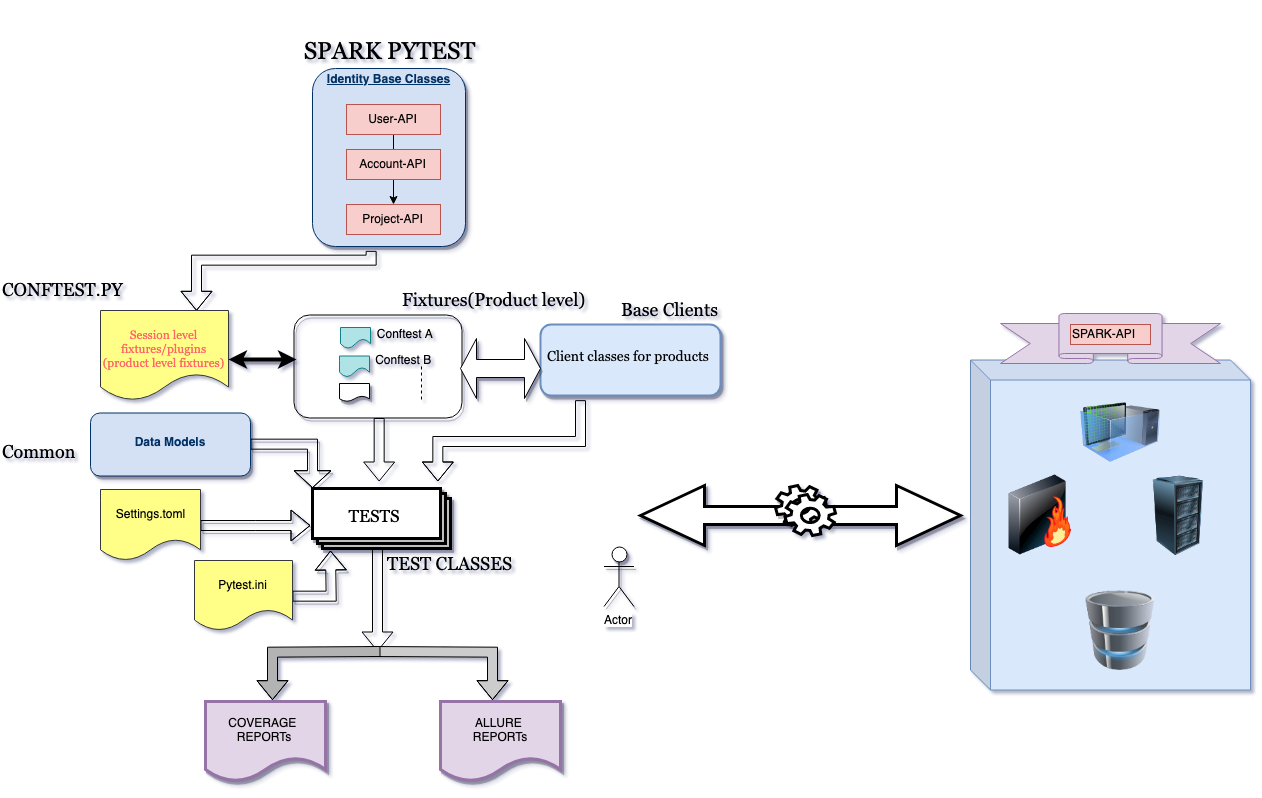 SPARK PYTEST
Identity Base Classes
User-API
Account-API
Project-API
CONFTEST.PY
Session level
fixtures/plugins
(product level fixtures)
Fixtures(Product level)
Conftest A
Conftest B
Base Clients
Client classes for products
SPARK-API
Common
Data Models
Settings.toml
TESTS
TEST CLASSES
Pytest.ini
Actor
COVERAGE
REPORTs
ALLURE
REPORTs